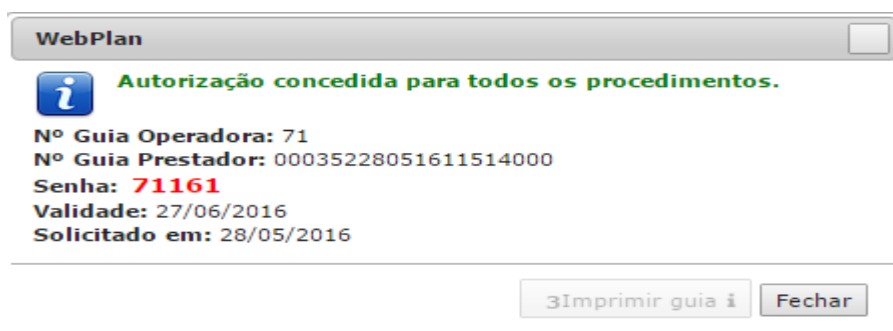 WebPlan
Autorização concedida para todos os procedimentos.
Nº Guia Operadora: 71
Nº Guia Prestador: 00035228051611514000
Senha: 71161
Validade: 27/06/2016
Solicitado em: 28/05/2016
3Imprimir guia i Fechar